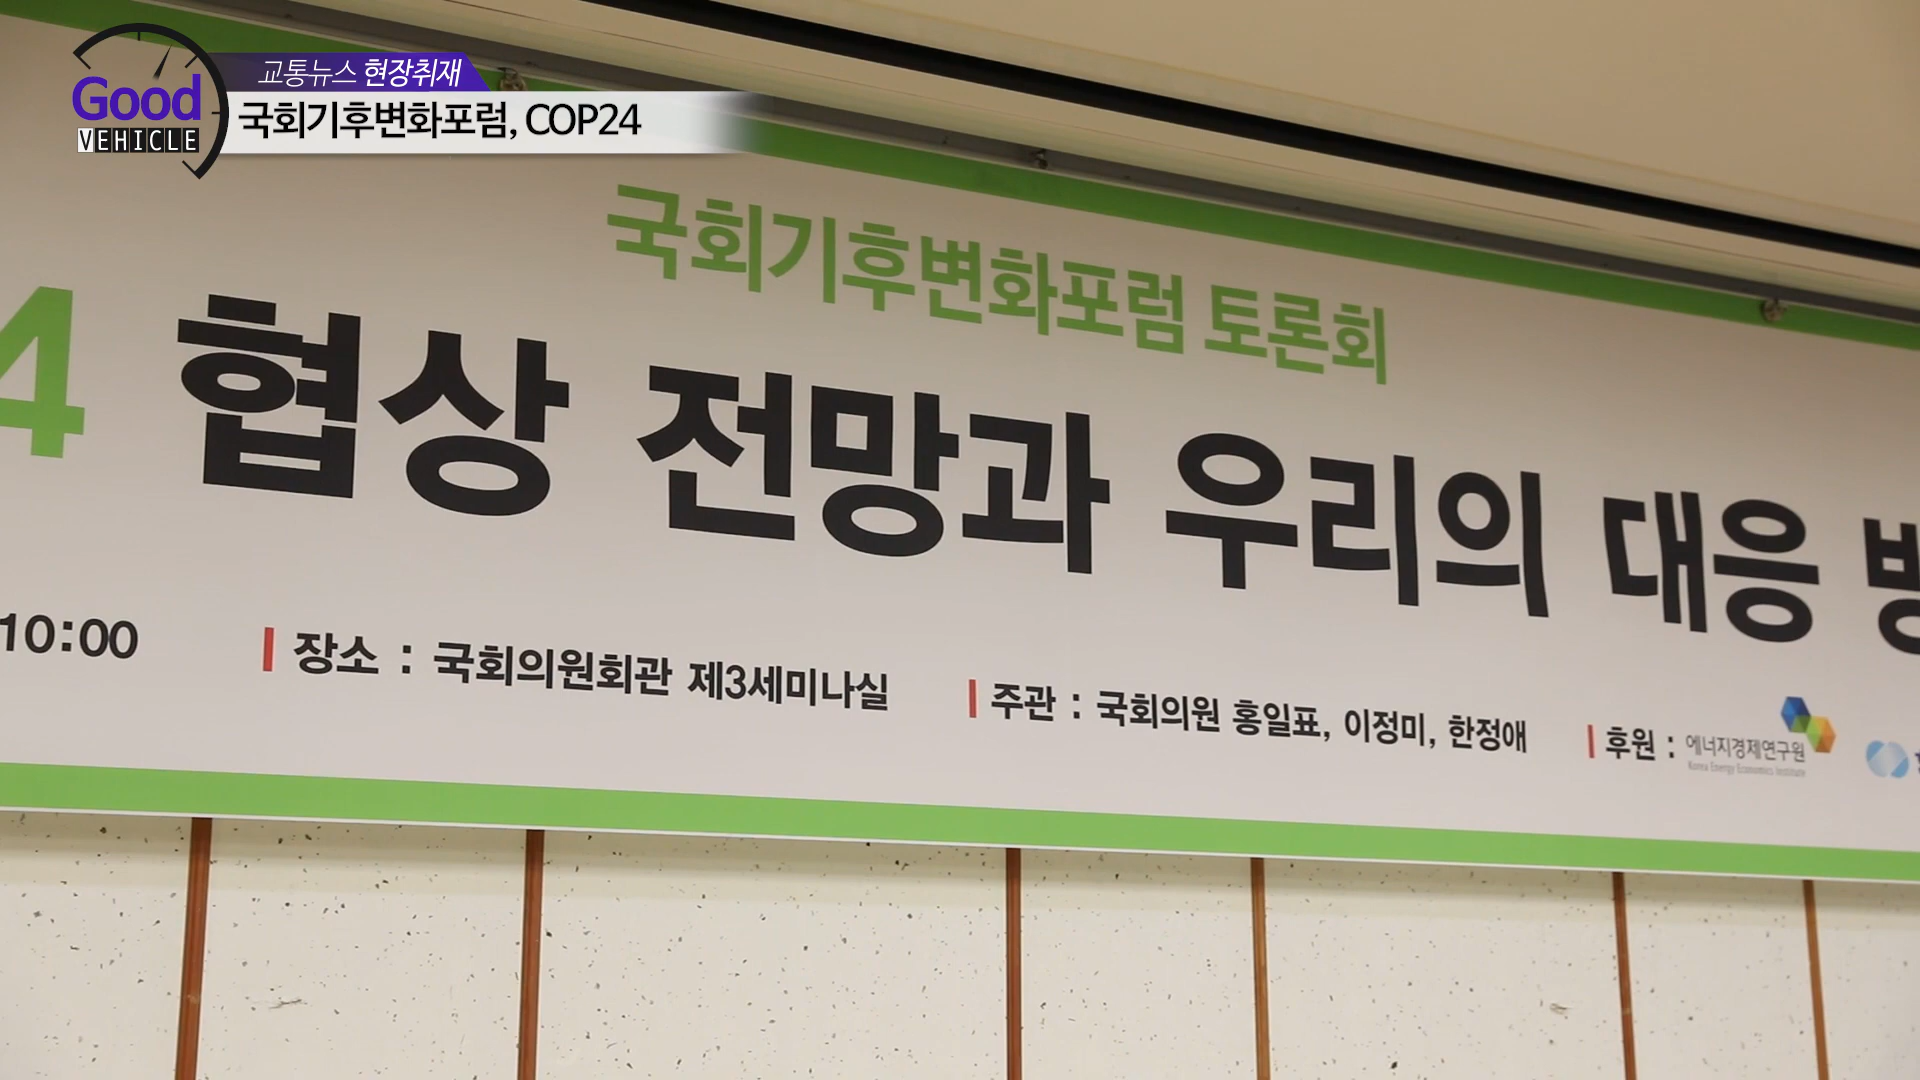 Good
VEHICLE
교통뉴스 현장취재
국회기후변화포럼, COP24
국회기후변화포럼 토론회
4 협상 전망과 우리의 대응
10:00
장소 : 국회의원회관 제3세미나실
주관 : 국회의원 홍일표, 이정미, 한정애
후원 : 에너지경제연구원
Korea Energy Economics Institute